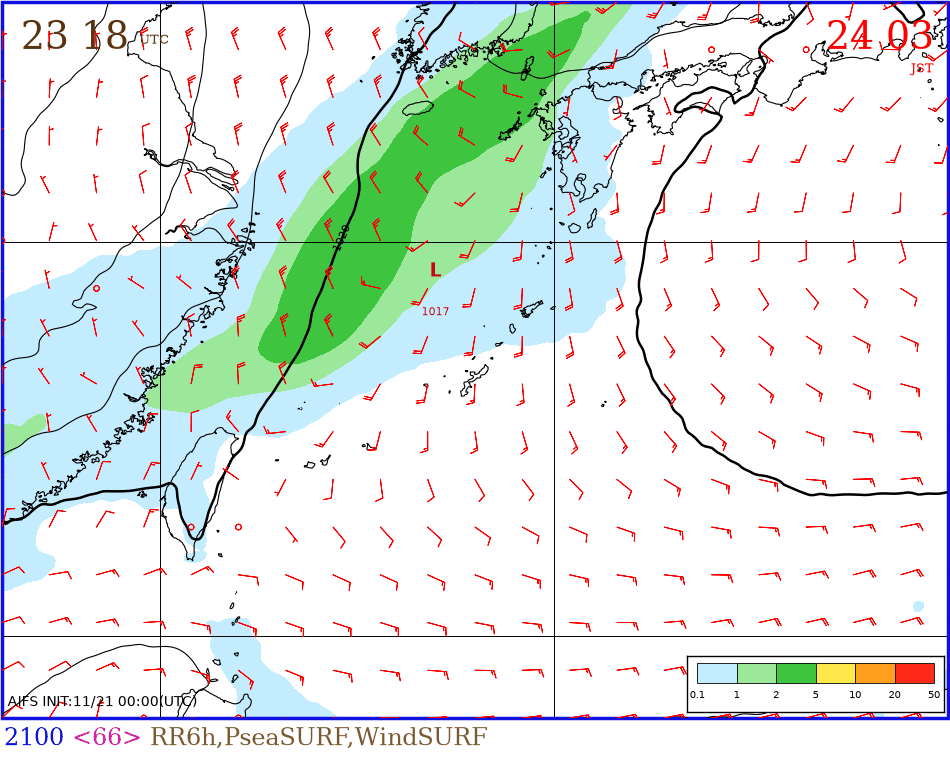 23 18 UTC
24 03
JST
1020
L
1017
0.1 1 2 5 10 20 50
AIFS INIT:11/21 00:00(UTC)
2100 <66> RR6h,PseaSURF,WindSURF